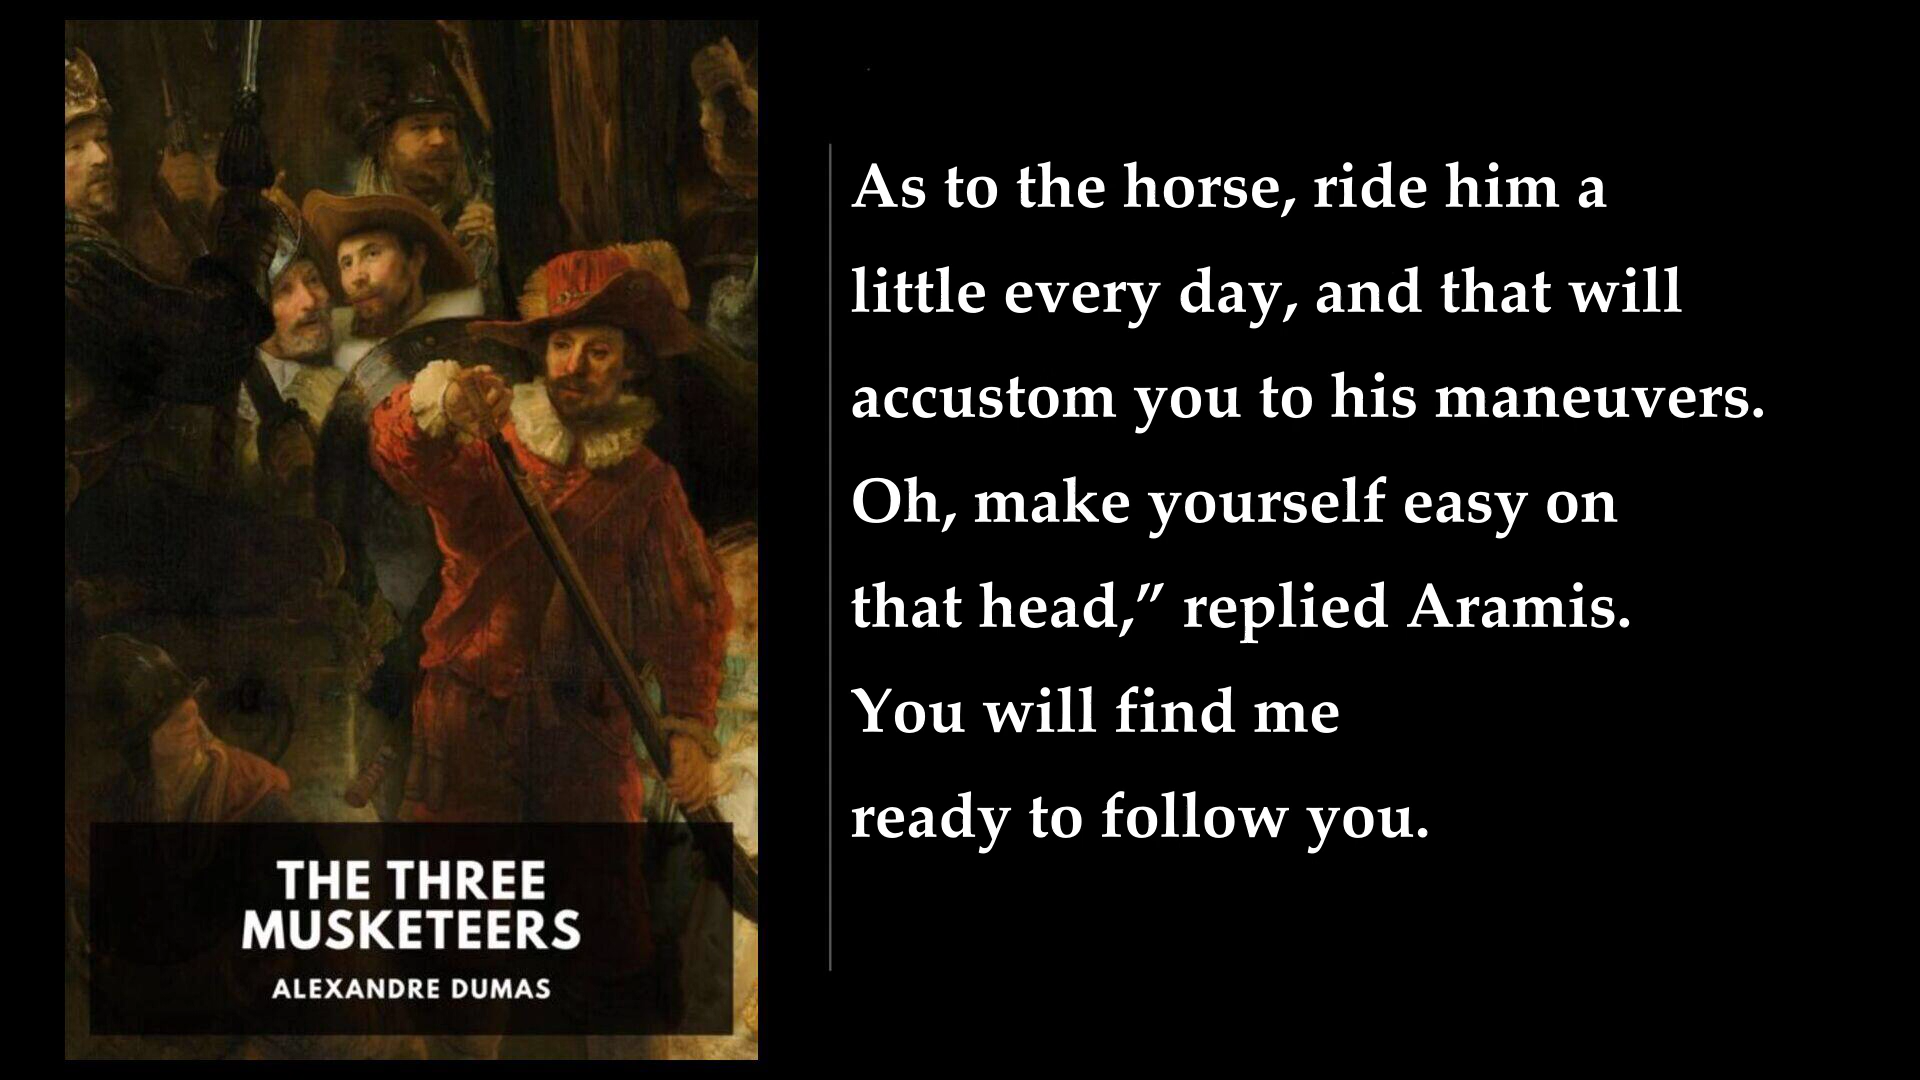 THE THREE
MUSKETEERS
ALEXANDRE DUMAS
As to the horse, ride him a
little every day, and that will
accustom you to his maneuvers.
Oh, make yourself easy on
that head,” replied Aramis.
You will find me
ready to follow you.